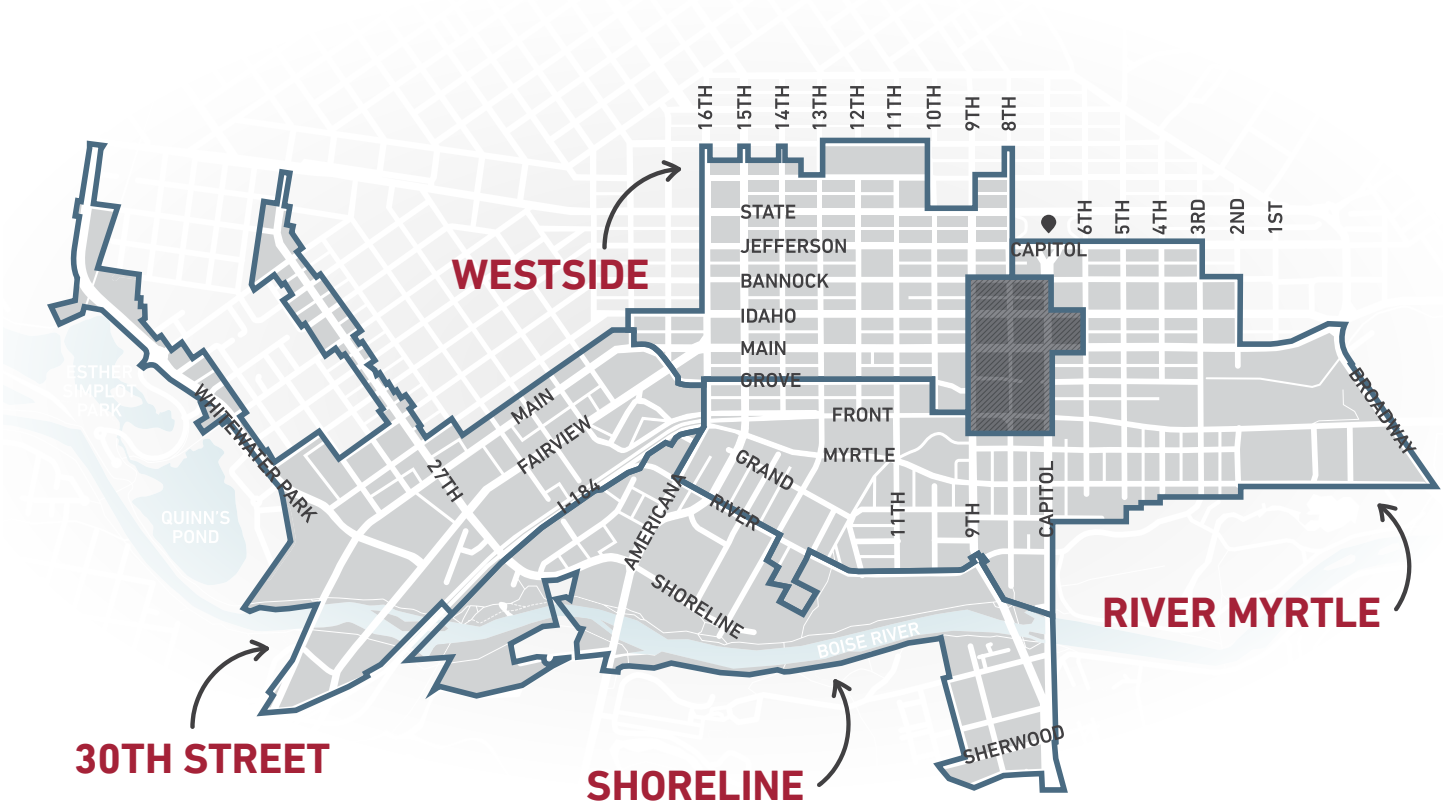 16TH
15TH
14TH
13TH
12TH
11TH
10TH
9TH
8TH
6TH
5TH
4TH
3RD
2ND
1ST
STATE
JEFFERSON
CAPITOL
WESTSIDE
BANNOCK
IDAHO
MAIN
GROVE
ESTHER
SIMPLOT
PARK
WHITEWATER PARK
MAIN
FAIRVIEW
FRONT
BROADWAY
MYRTLE
GRAND
27TH
I-184
RIVER
AMERICANA
11TH
9TH
CAPITOL
QUINN'S
POND
SHORELINE
RIVER MYRTLE
BOISE RIVER
SHERWOOD
30TH STREET
SHORELINE